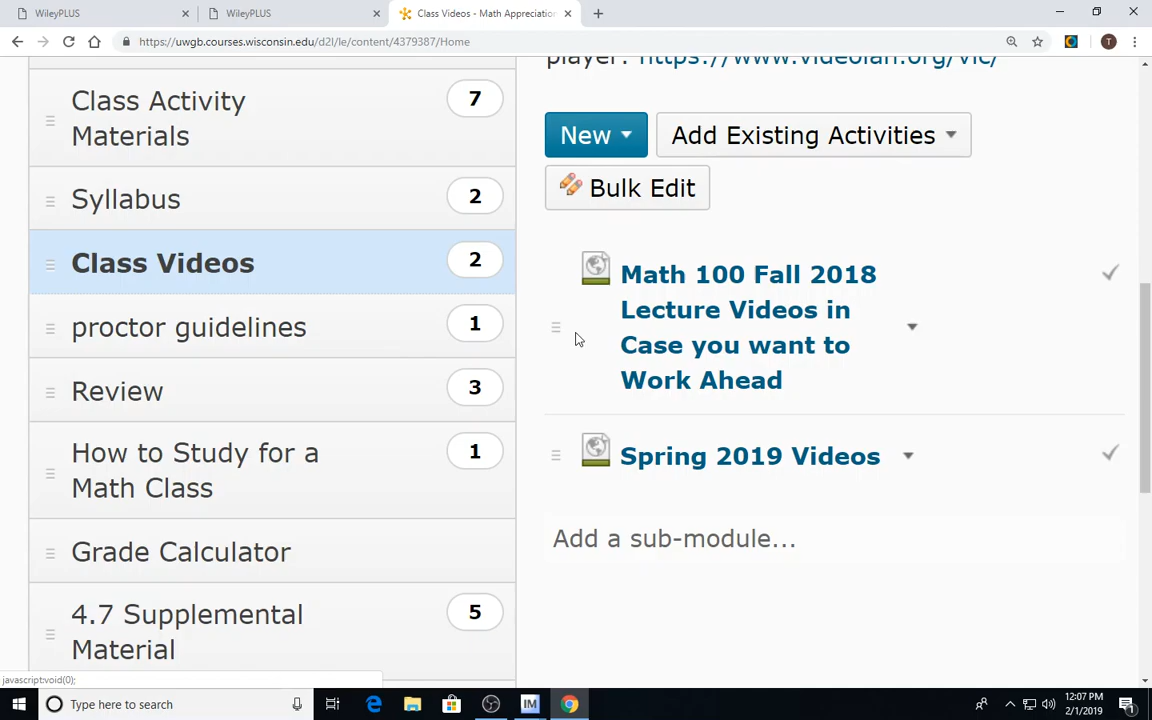 WileyPLUS
WileyPLUS
Class Videos - Math Appreciation
https://uwgb.courses.wisconsin.edu/d2l/le/content/4379387/Home
T
player: https://www.videolan.org/vlc/
Class Activity
Materials
7
Syllabus
2
Class Videos
2
proctor guidelines
1
Review
3
How to Study for a
Math Class
1
Grade Calculator
4.7 Supplemental
Material
5
New
Add Existing Activities
Bulk Edit
Math 100 Fall 2018
Lecture Videos in
Case you want to
Work Ahead
Spring 2019 Videos
Add a sub-module...
javascript:void(0);
Type here to search
IM
12:07 PM
2/1/2019
1